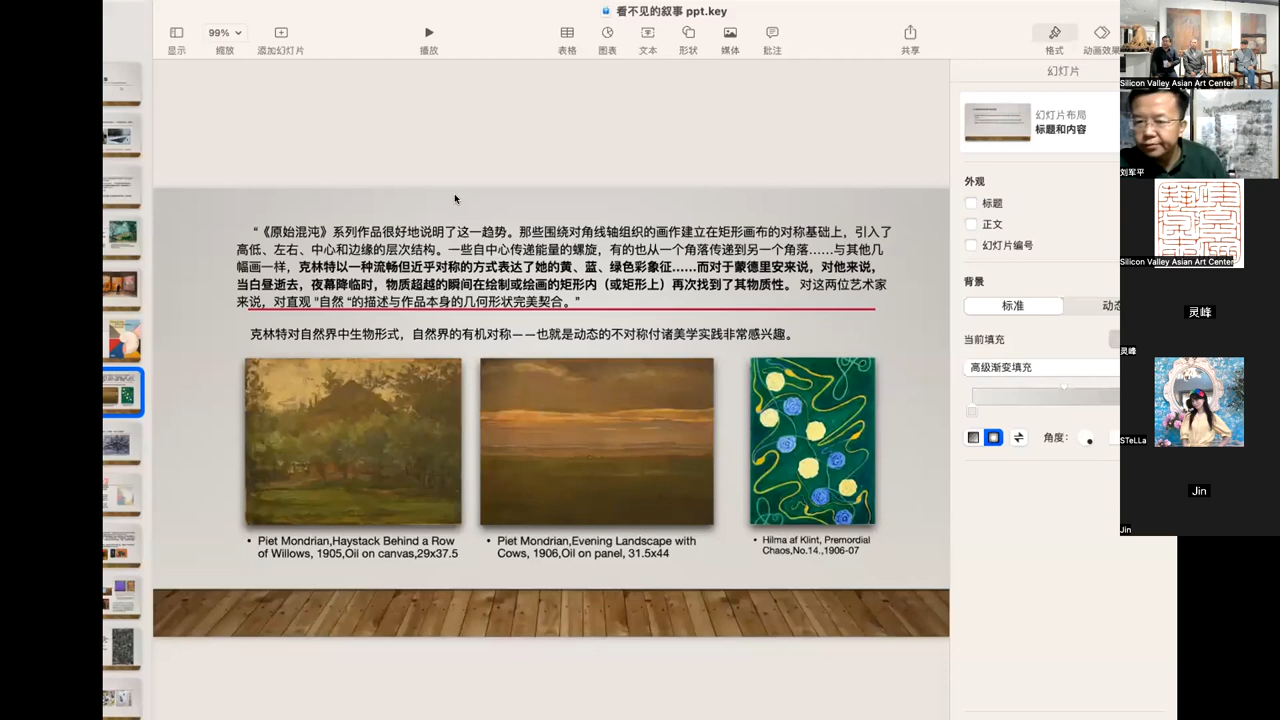 看不见的叙事 ppt.key
99%
显示
缩放
添加幻灯片
播放
表格
图表
文本
形状
媒体
批注
共享
格式
动画效果
幻灯片
幻灯片布局
标题和内容
外观
标题
正文
幻灯片编号
背景
标准
动态
当前填充
高级渐变填充
角度：
“《原始混沌》系列作品很好地说明了这一趋势。那些围绕对角线轴组织的画作建立在矩形画布的对称基础上，引入了
高低、左右、中心和边缘的层次结构。一些由中心发出能量的螺旋，有的也从一个角落传递到另一个角落……与其他几
幅画一样，克林特以一种流畅但近乎对称的方式表达了她的黄、蓝、绿色彩象征……而对于蒙德里安来说，对他来说，
当白昼逝去，夜幕降临时，物质超越的瞬间在绘制或绘画的矩形内（或矩形上）再次找到了其物质性。 对这两位艺术家
来说，对直观 "自然 “的描述与作品本身的几何形状完美契合。”
克林特对自然界中生物形式，自然界的有机对称——也就是动态的不对称付诸美学实践非常感兴趣。
• Piet Mondrian,Haystack Behind a Row
of Willows, 1905,Oil on canvas,29x37.5
• Piet Mondrian,Evening Landscape with
Cows, 1906,Oil on panel, 31.5x44
• Hilma af Klint, Premordial
Chaos,No.14.,1906-07
Silicon Valley Asian Art Center
刘军平
Silicon Valley Asian Art Center
灵峰
灵峰
STeLLa
Jin
Jin